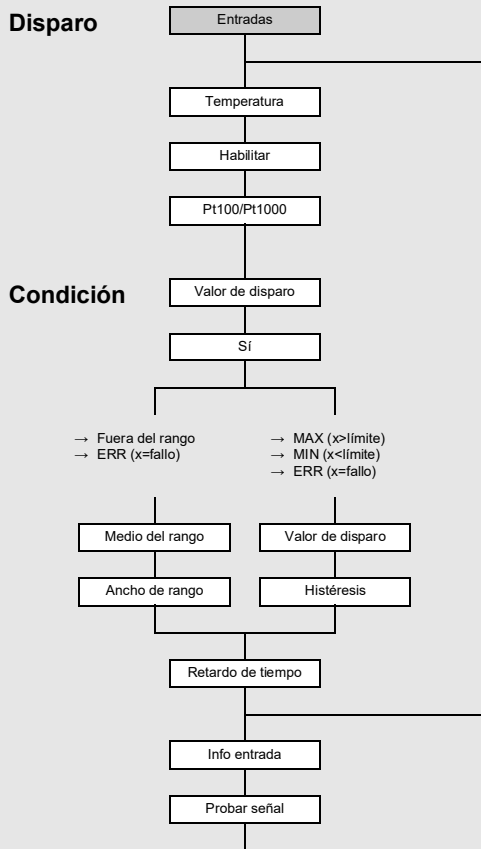 Disparo
Entradas
Temperatura
Habilitar
Pt100/Pt1000
Condición
Valor de disparo
Sí
→ Fuera del rango
→ ERR (x=fallo)
→ MAX (x>límite)
→ MIN (x<límite)
→ ERR (x=fallo)
Medio del rango
Valor de disparo
Ancho de rango
Histéresis
Retardo de tiempo
Info entrada
Probar señal